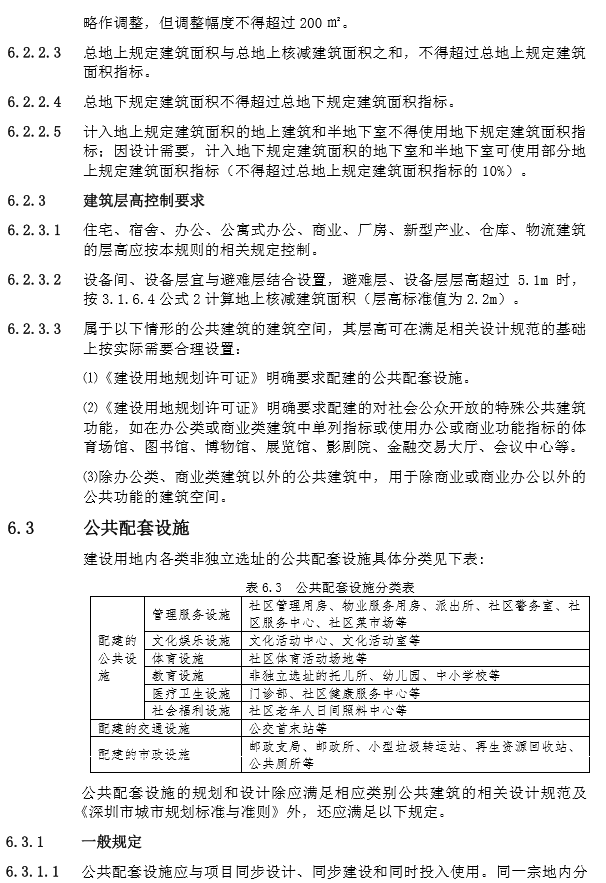 略作调整，但调整幅度不得超过 200 ㎡。
6.2.2.3 总地上规定建筑面积与总地上核减建筑面积之和，不得超过总地上规定建筑
面积指标。
6.2.2.4 总地下规定建筑面积不得超过总地下规定建筑面积指标。
6.2.2.5 计入地上规定建筑面积的地上建筑和半地下室不得使用地下规定建筑面积指
标；因设计需要，计入地下规定建筑面积的地下室和半地下室可使用部分地
上规定建筑面积指标（不得超过总地上规定建筑面积指标的 10%）。
6.2.3 建筑层高控制要求
6.2.3.1 住宅、宿舍、办公、公寓式办公、商业、厂房、新型产业、仓库、物流建筑
的层高应按本规则的相关规定控制。
6.2.3.2 设备间、设备层宜与避难层结合设置，避难层、设备层层高超过 5.1m 时，
按 3.1.6.4 公式 2 计算地上核减建筑面积（层高标准值为 2.2m）。
6.2.3.3 属于以下情形的公共建筑的建筑空间，其层高可在满足相关设计规范的基础
上按实际需要合理设置：
⑴《建设用地规划许可证》明确要求配建的公共配套设施。
⑵《建设用地规划许可证》明确要求配建的对社会公众开放的特殊公共建筑
功能，如在办公类或商业类建筑中单列指标或使用办公或商业功能指标的体
育场馆、图书馆、博物馆、展览馆、影剧院、金融交易大厅、会议中心等。
⑶除办公类、商业类建筑以外的公共建筑中，用于除商业或商业办公以外的
公共功能的建筑空间。
6.3 公共配套设施
建设用地内各类非独立选址的公共配套设施具体分类见下表：
表 6.3 公共配套设施分类表
配建的
公共设
施
管理服务设施
社区管理用房、物业服务用房、派出所、社区警务室、社
区服务中心、社区菜市场等
文化娱乐设施 文化活动中心、文化活动室等
体育设施 社区体育活动场地等
教育设施 非独立选址的托儿所、幼儿园、中小学校等
医疗卫生设施 门诊部、社区健康服务中心等
社会福利设施 社区老年人日间照料中心等
配建的交通设施 公交首末站等
配建的市政设施
邮政支局、邮政所、小型垃圾转运站、再生资源回收站、
公共厕所等
公共配套设施的规划和设计除应满足相应类别公共建筑的相关设计规范及
《深圳市城市规划标准与准则》外，还应满足以下规定。
6.3.1 一般规定
6.3.1.1 公共配套设施应与项目同步设计、同步建设和同时投入使用。同一宗地内分